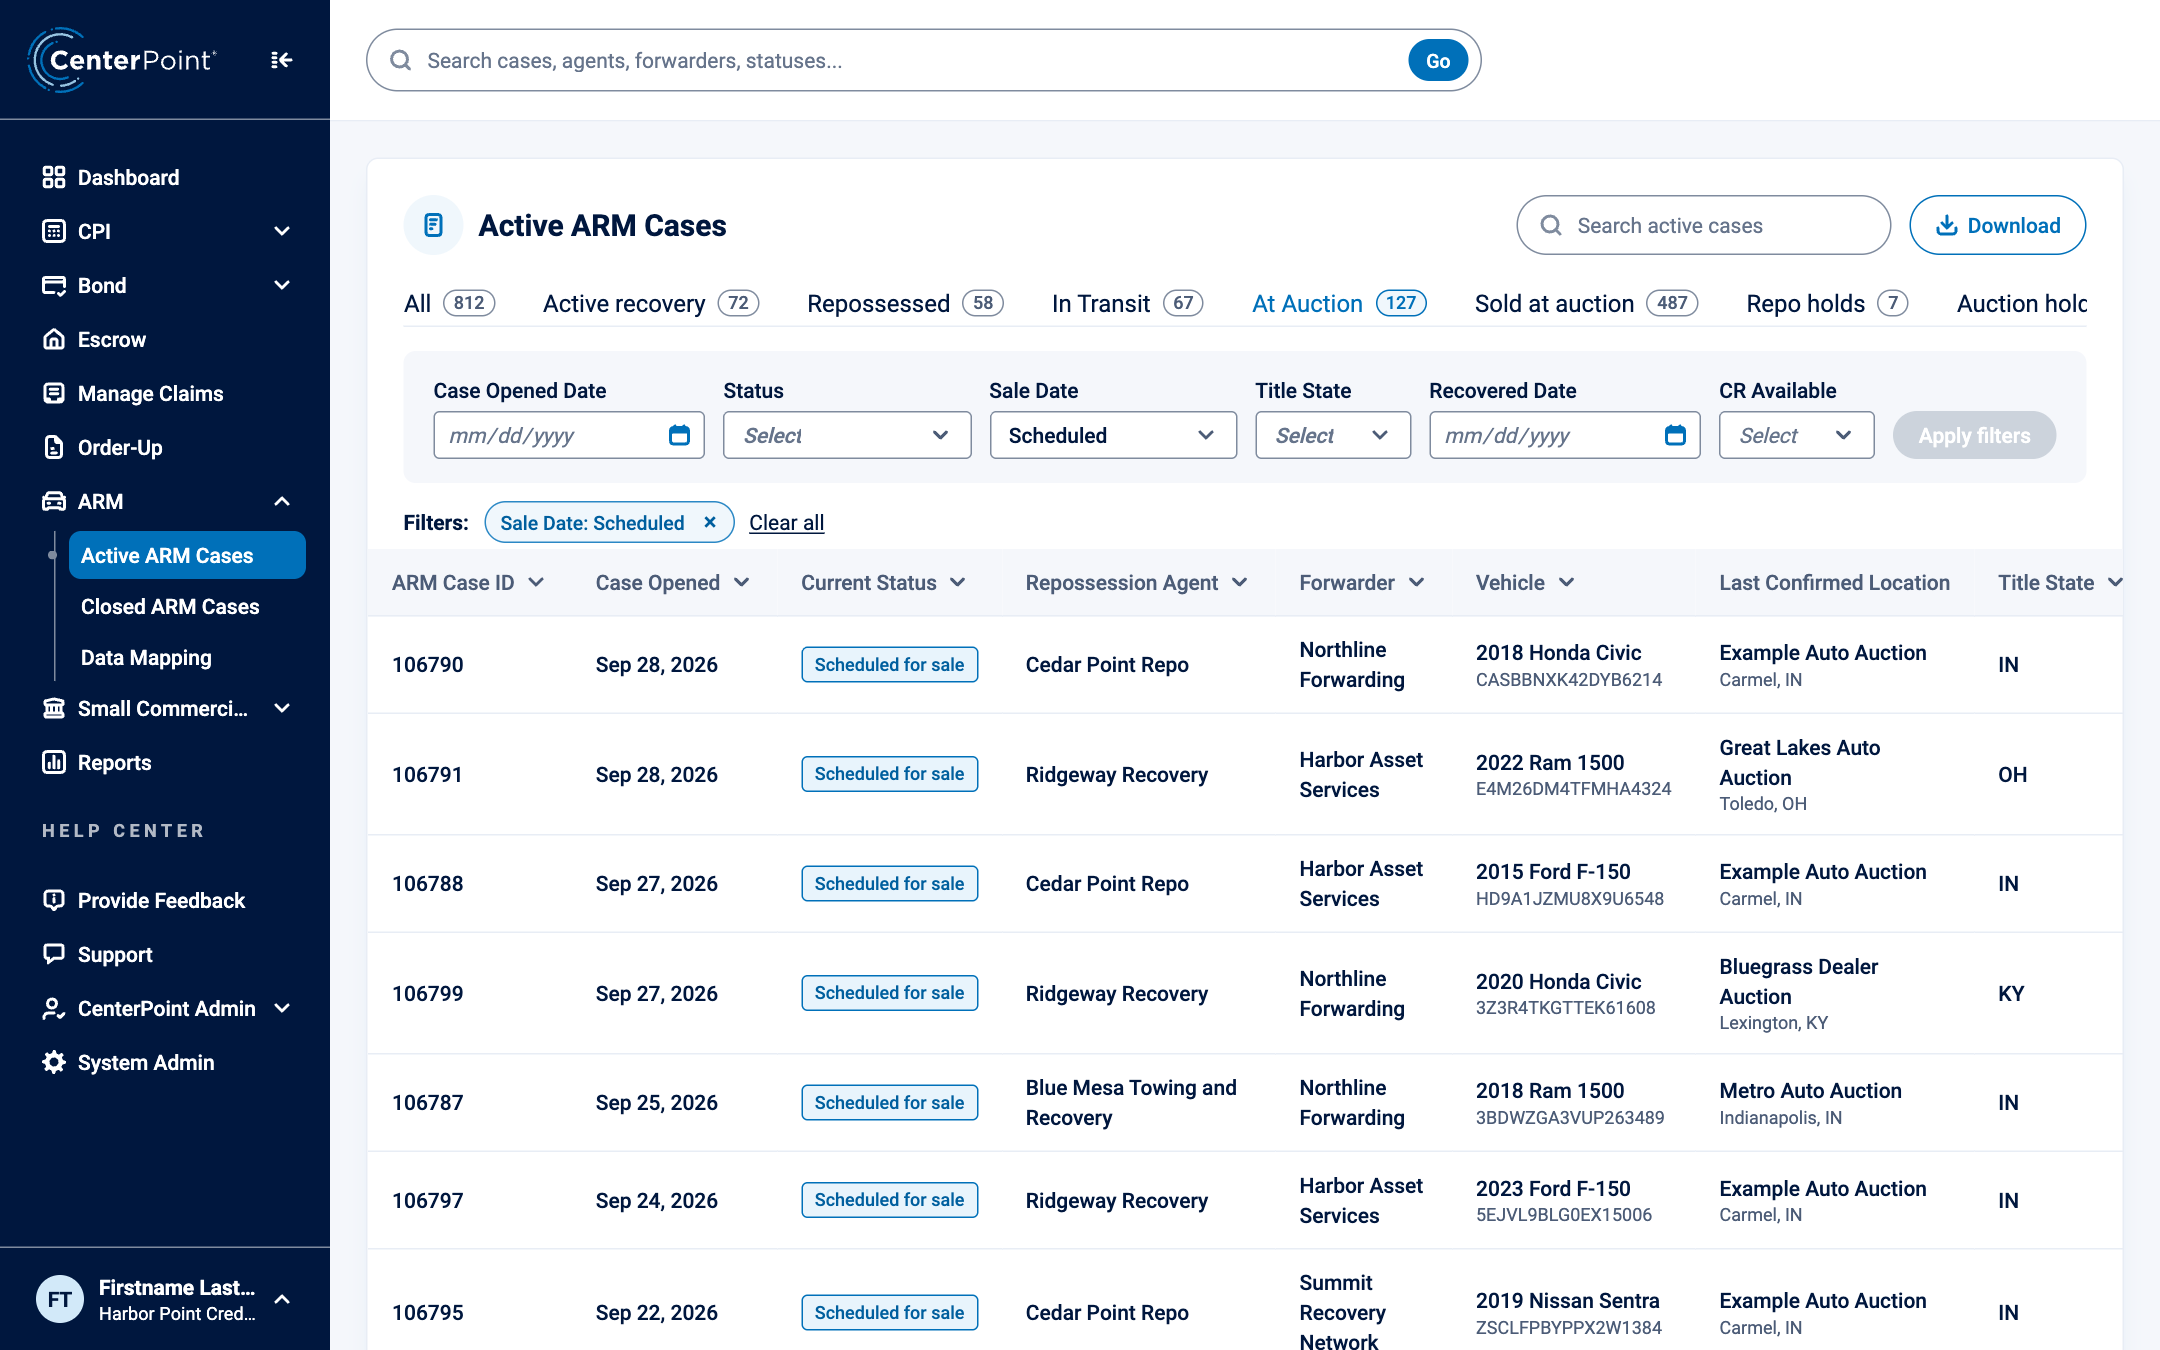 CenterPoint
Search cases, agents, forwarders, statuses...
Go
Dashboard
CPI
Bond
Escrow
Manage Claims
Order-Up
ARM
Active ARM Cases
Closed ARM Cases
Data Mapping
Small Commerci...
Reports
HELP CENTER
Provide Feedback
Support
CenterPoint Admin
System Admin
FT
Firstname Last...
Harbor Point Cred...
Active ARM Cases
Search active cases
Download
All 812 Active recovery 72 Repossessed 58 In Transit 67 At Auction 127 Sold at auction 487 Repo holds 7 Auction hold
Case Opened Date Status Sale Date Title State Recovered Date CR Available
mm/dd/yyyy Select Scheduled Select mm/dd/yyyy Select Apply filters
Filters: Sale Date: Scheduled × Clear all
ARM Case ID Case Opened Current Status Repossession Agent Forwarder Vehicle Last Confirmed Location Title State
106790 Sep 28, 2026 Scheduled for sale Cedar Point Repo Northline Forwarding 2018 Honda Civic CASBBNXK42DYB6214 Example Auto Auction Carmel, IN IN
106791 Sep 28, 2026 Scheduled for sale Ridgeway Recovery Harbor Asset Services 2022 Ram 1500 E4M26DM4TFMHA4324 Great Lakes Auto Auction Toledo, OH OH
106788 Sep 27, 2026 Scheduled for sale Cedar Point Repo Harbor Asset Services 2015 Ford F-150 HD9A1JZMU8X9U6548 Example Auto Auction Carmel, IN IN
106799 Sep 27, 2026 Scheduled for sale Ridgeway Recovery Northline Forwarding 2020 Honda Civic 3Z3R4TKGTTEK61608 Bluegrass Dealer Auction Lexington, KY KY
106787 Sep 25, 2026 Scheduled for sale Blue Mesa Towing and Recovery Northline Forwarding 2018 Ram 1500 3BDWZGA3VUP263489 Metro Auto Auction Indianapolis, IN IN
106797 Sep 24, 2026 Scheduled for sale Ridgeway Recovery Harbor Asset Services 2023 Ford F-150 5EJVL9BLG0EX15006 Example Auto Auction Carmel, IN IN
106795 Sep 22, 2026 Scheduled for sale Cedar Point Repo Summit Recovery Network 2019 Nissan Sentra ZSCLFPBYPPX2W1384 Example Auto Auction Carmel, IN IN